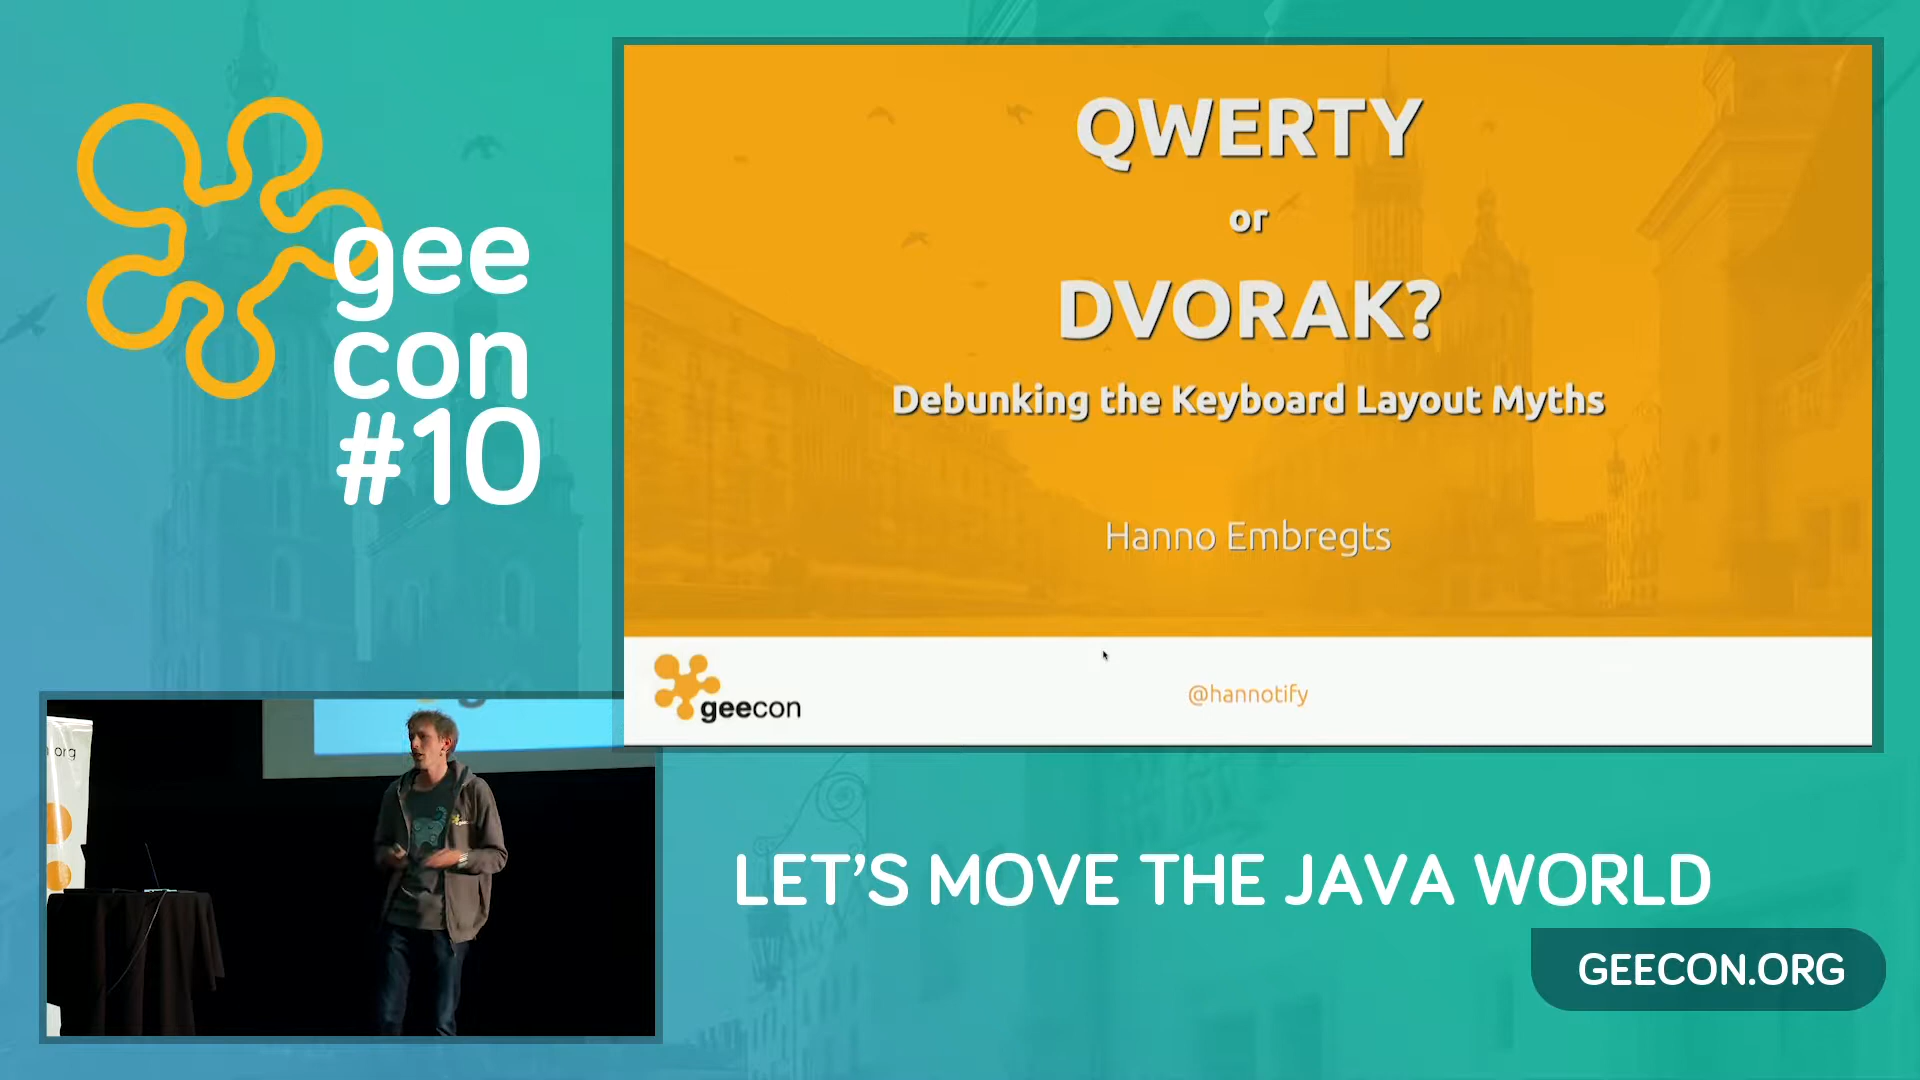 gee
con
#10
QWERTY
or
DVORAK?
Debunking the Keyboard Layout Myths
Hanno Embregts
geecon
@hannotify
org
LET'S MOVE THE JAVA WORLD
GEECON.ORG